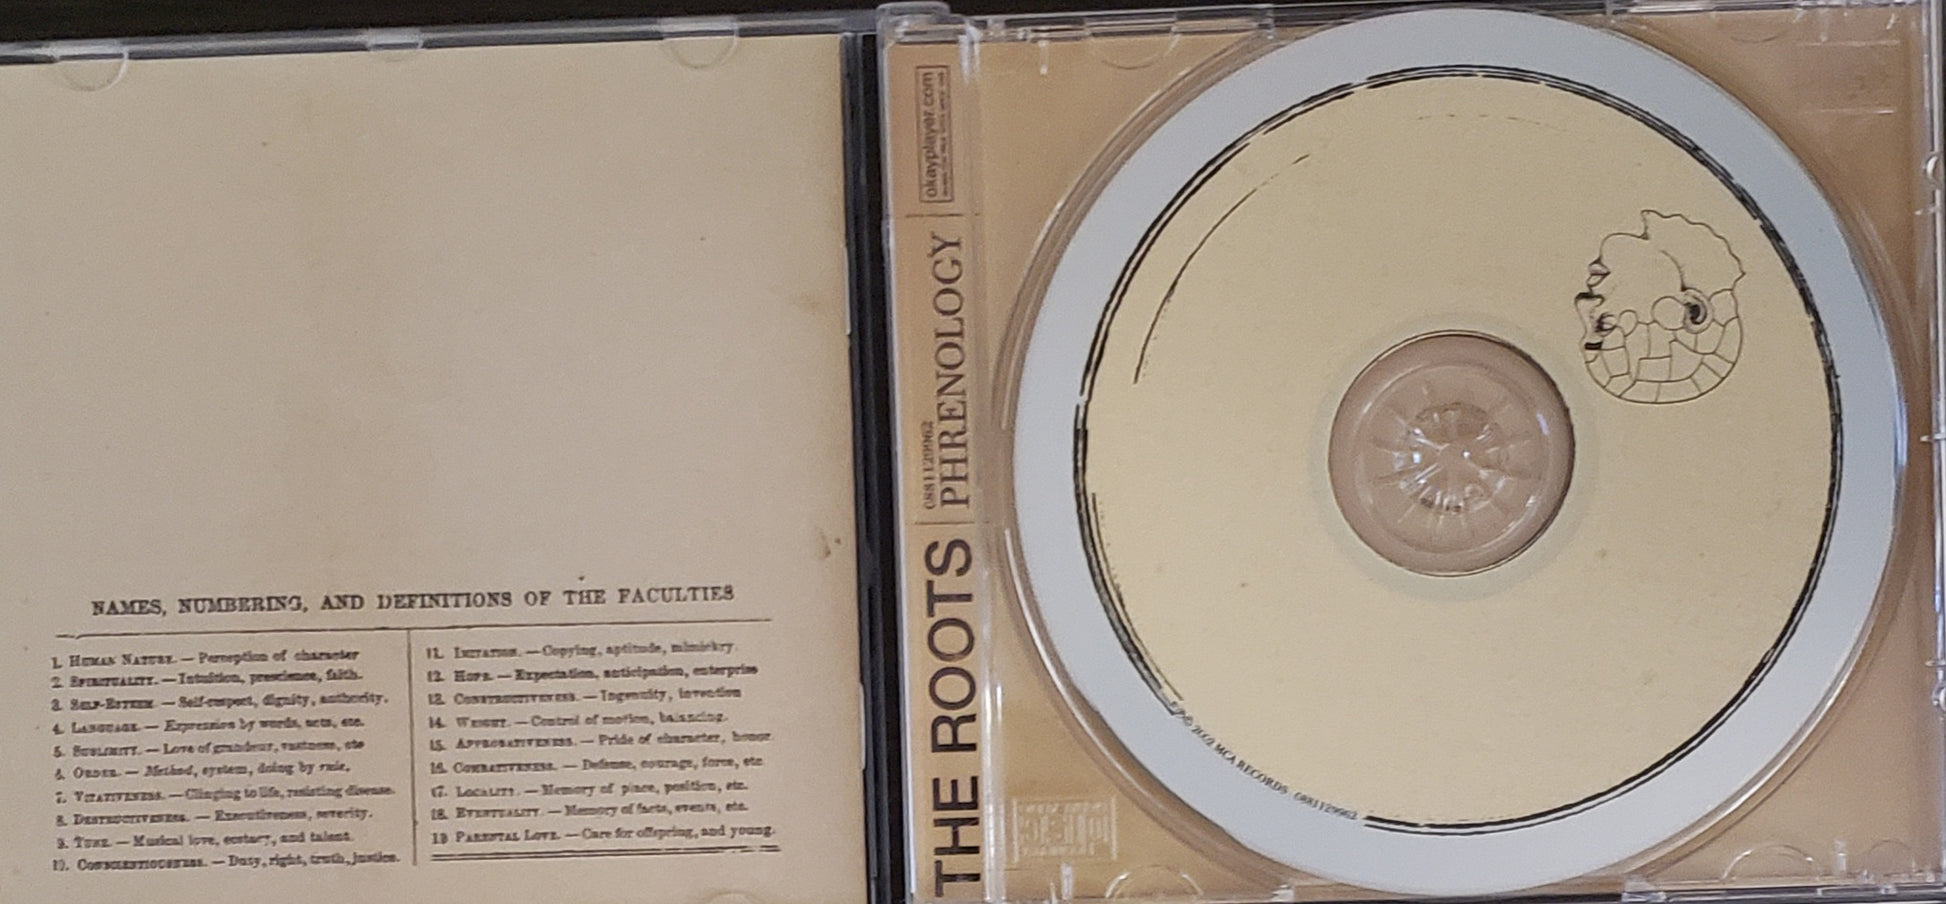 NAMES, NUMBERING, AND DEFINITIONS OF THE FACULTIES
1. HUMAN NATURE. — Perception of character
2. SPIRITUALITY. — Intuition, prescience, faith.
3. SELF-ESTEEM. — Self-respect, dignity, authority.
4. LANGUAGE. — Expression by words, acts, etc.
5. SUBLIMITY. — Love of grandeur, vastness, etc
6. ORDER. — Method, system, doing by rule.
7. VITATIVENESS. — Clinging to life, resisting disease.
8. DESTRUCTIVENESS. — Executiveness, severity.
9. TUNE. — Musical love, ecstacy, and talent.
10. CONSCIENTIOUSNESS. — Duty, right, truth, justice.
11. IMITATION. — Copying, aptitude, mimickry.
12. HOPE. — Expectation, anticipation, enterprise
13. CONSTRUCTIVENESS. — Ingenuity, invention
14. WEIGHT. — Control of motion, balancing.
15. APPROBATIVENESS. — Pride of character, honor.
16. COMBATIVENESS. — Defense, courage, force, etc
17. LOCALITY. — Memory of place, position, etc.
18. EVENTUALITY. — Memory of facts, events, etc.
19 PARENTAL LOVE. — Care for offspring, and young.
THE ROOTS
0881129962
PHRENOLOGY
okayplayer.com
℗ © 2002 MCA RECORDS 0881129962